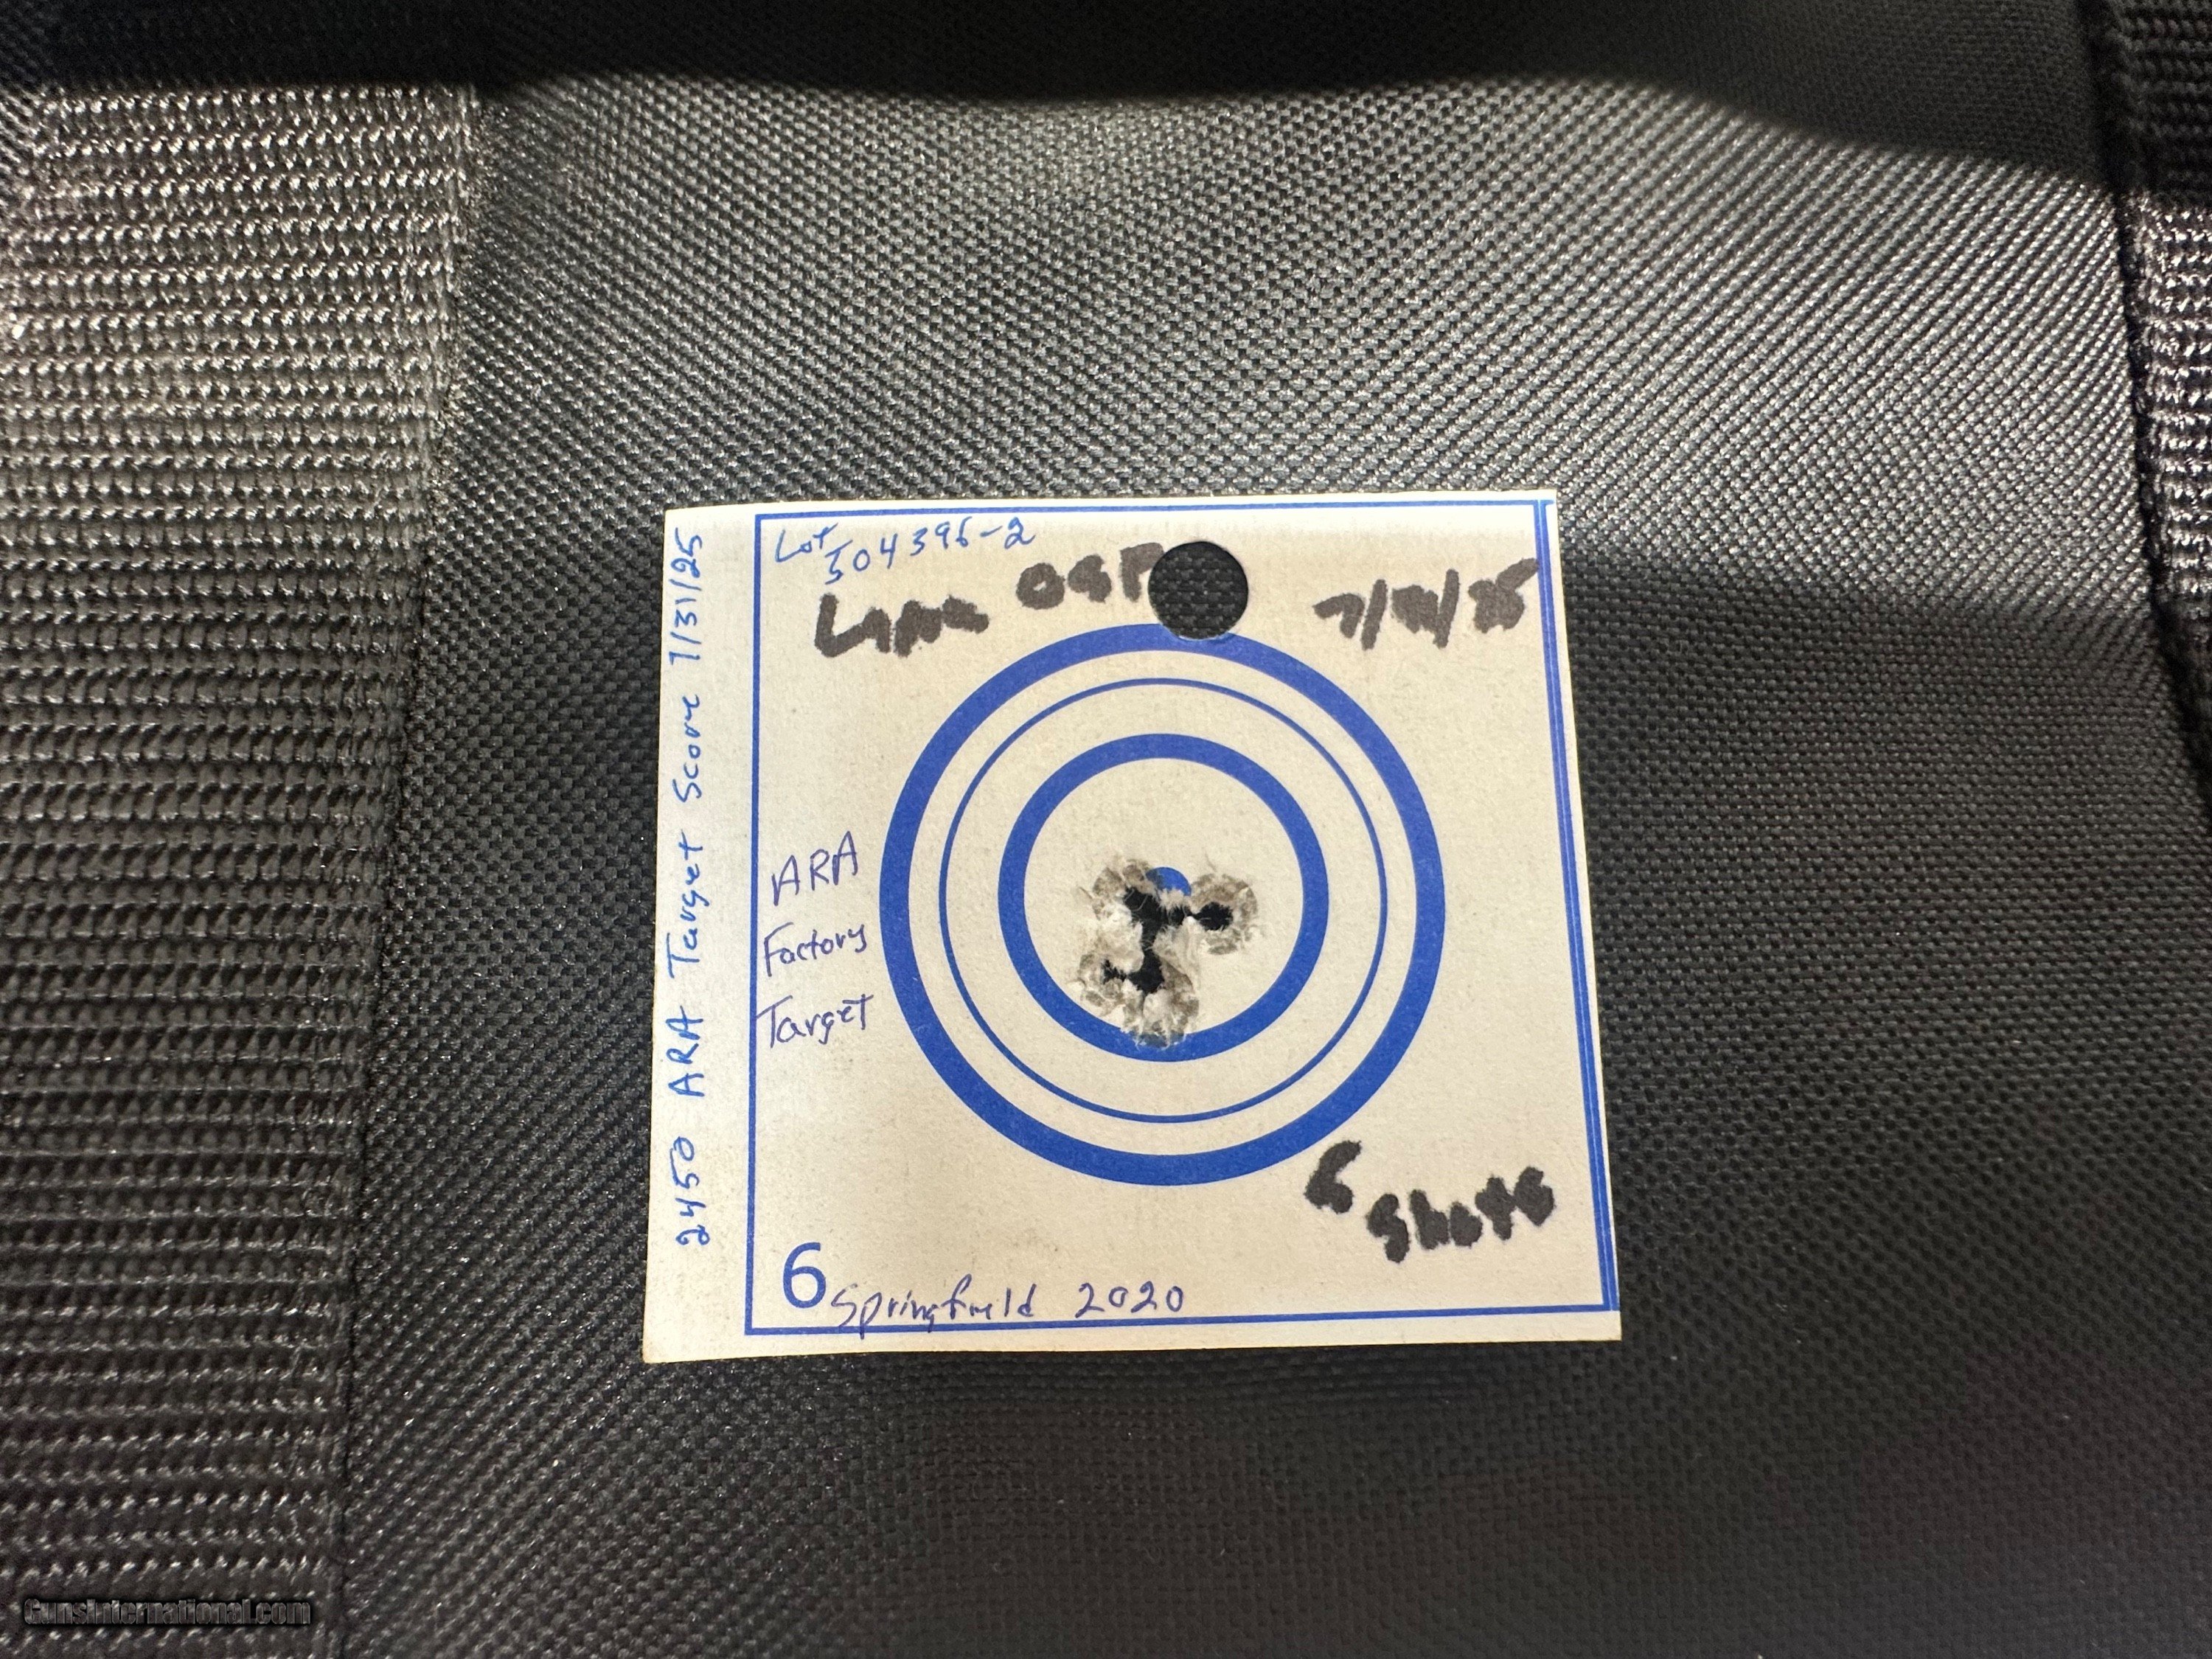 Lot
504396-2
OSP
7/31/25
2450 ARA Target Score 7/31/25
ARA
Factory
Target
Shots
6
Springfield 2020
GunsInternational.com